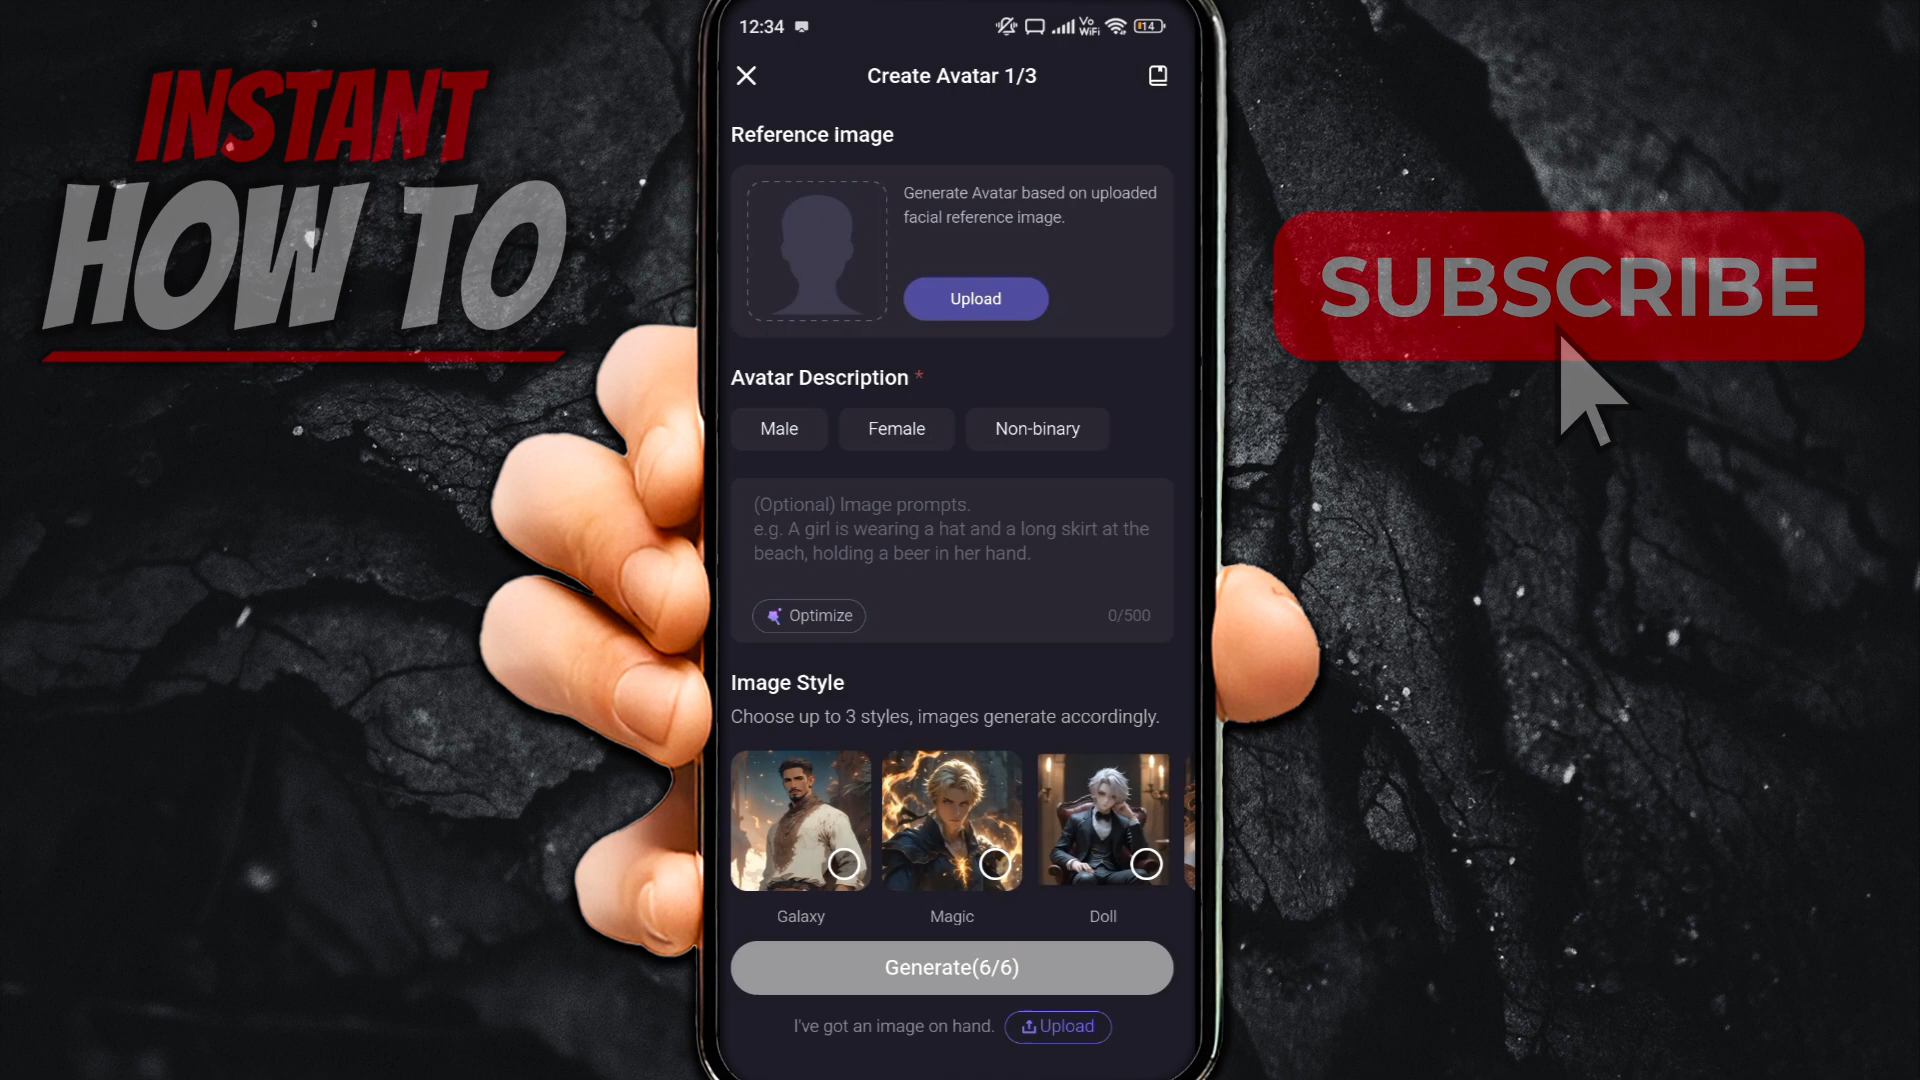 INSTANT
HOW TO
SUBSCRIBE
12:34
Vo
WiFi
14
Create Avatar 1/3
Reference image
Generate Avatar based on uploaded
facial reference image.
Upload
Avatar Description *
Male
Female
Non-binary
(Optional) Image prompts.
e.g. A girl is wearing a hat and a long skirt at the
beach, holding a beer in her hand.
Optimize
0/500
Image Style
Choose up to 3 styles, images generate accordingly.
Galaxy
Magic
Doll
Generate(6/6)
I've got an image on hand.
Upload